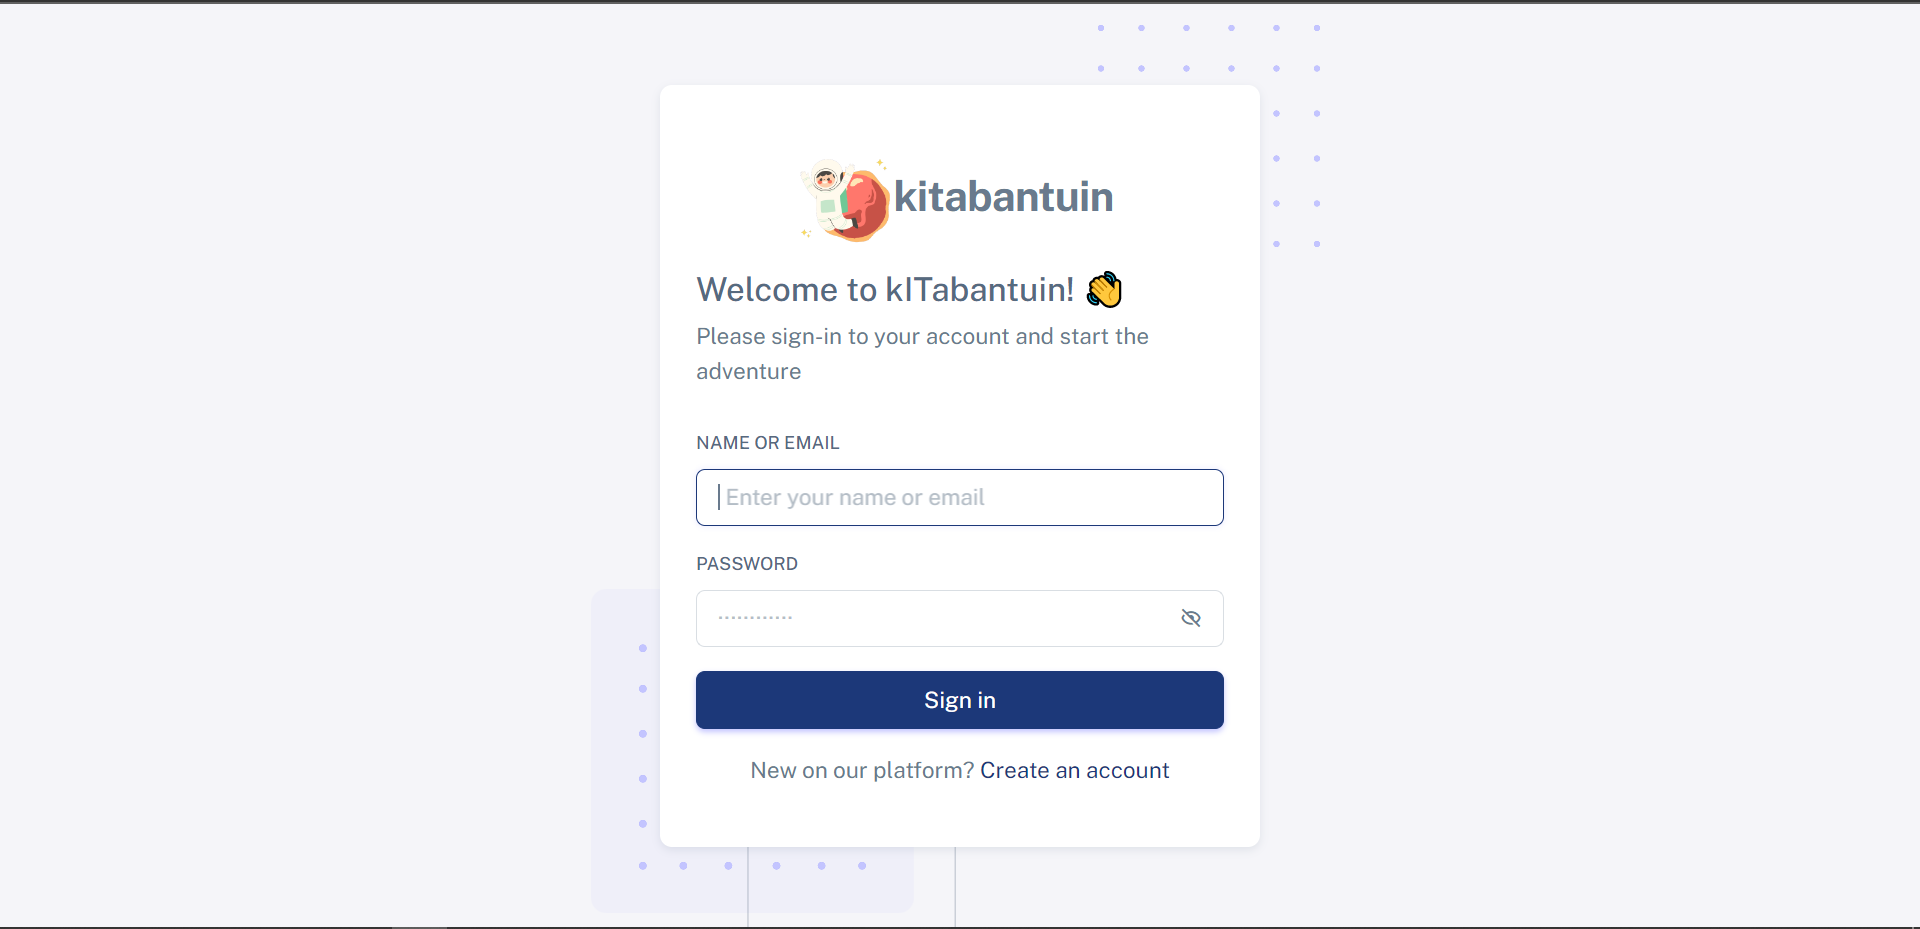 kitabantuin
Welcome to kITabantuin! 👋
Please sign-in to your account and start the
adventure
NAME OR EMAIL
Enter your name or email
PASSWORD
············
Sign in
New on our platform? Create an account